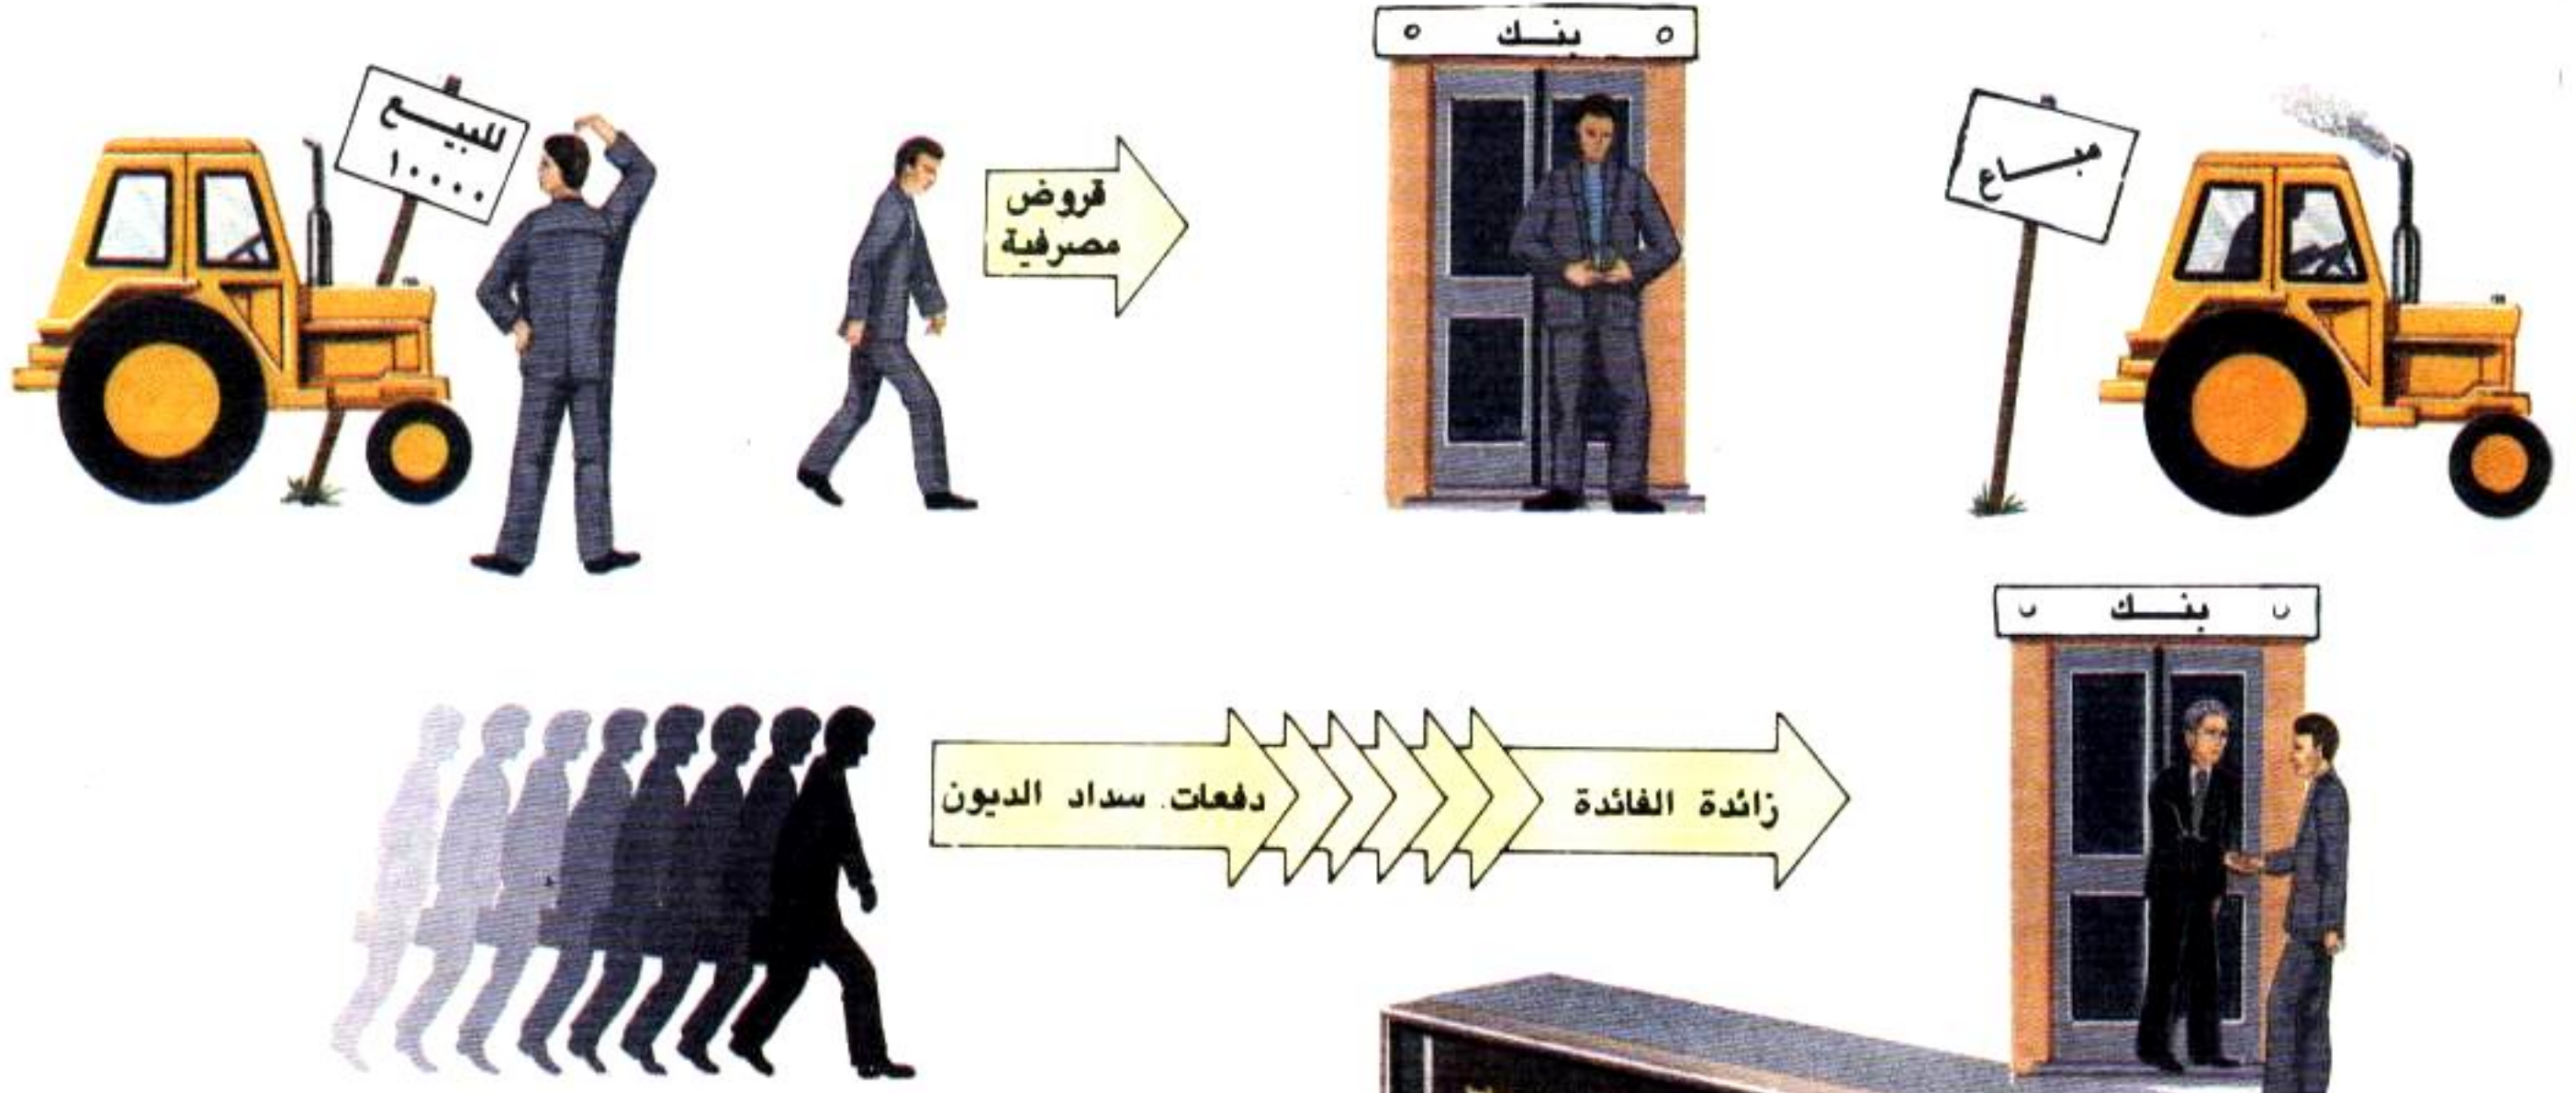 للبيع
١٠٠٠٠
قروض
مصرفية
بنك
مباع
دفعات سداد الديون
زائدة الفائدة
بنك